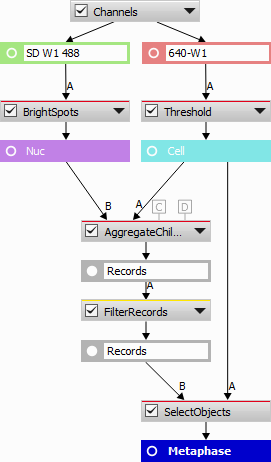 Channels
SD W1 488
640-W1
A
A
BrightSpots
Threshold
Nuc
Cell
B
A
C
D
AggregateChil...
Records
A
FilterRecords
Records
B
A
SelectObjects
Metaphase